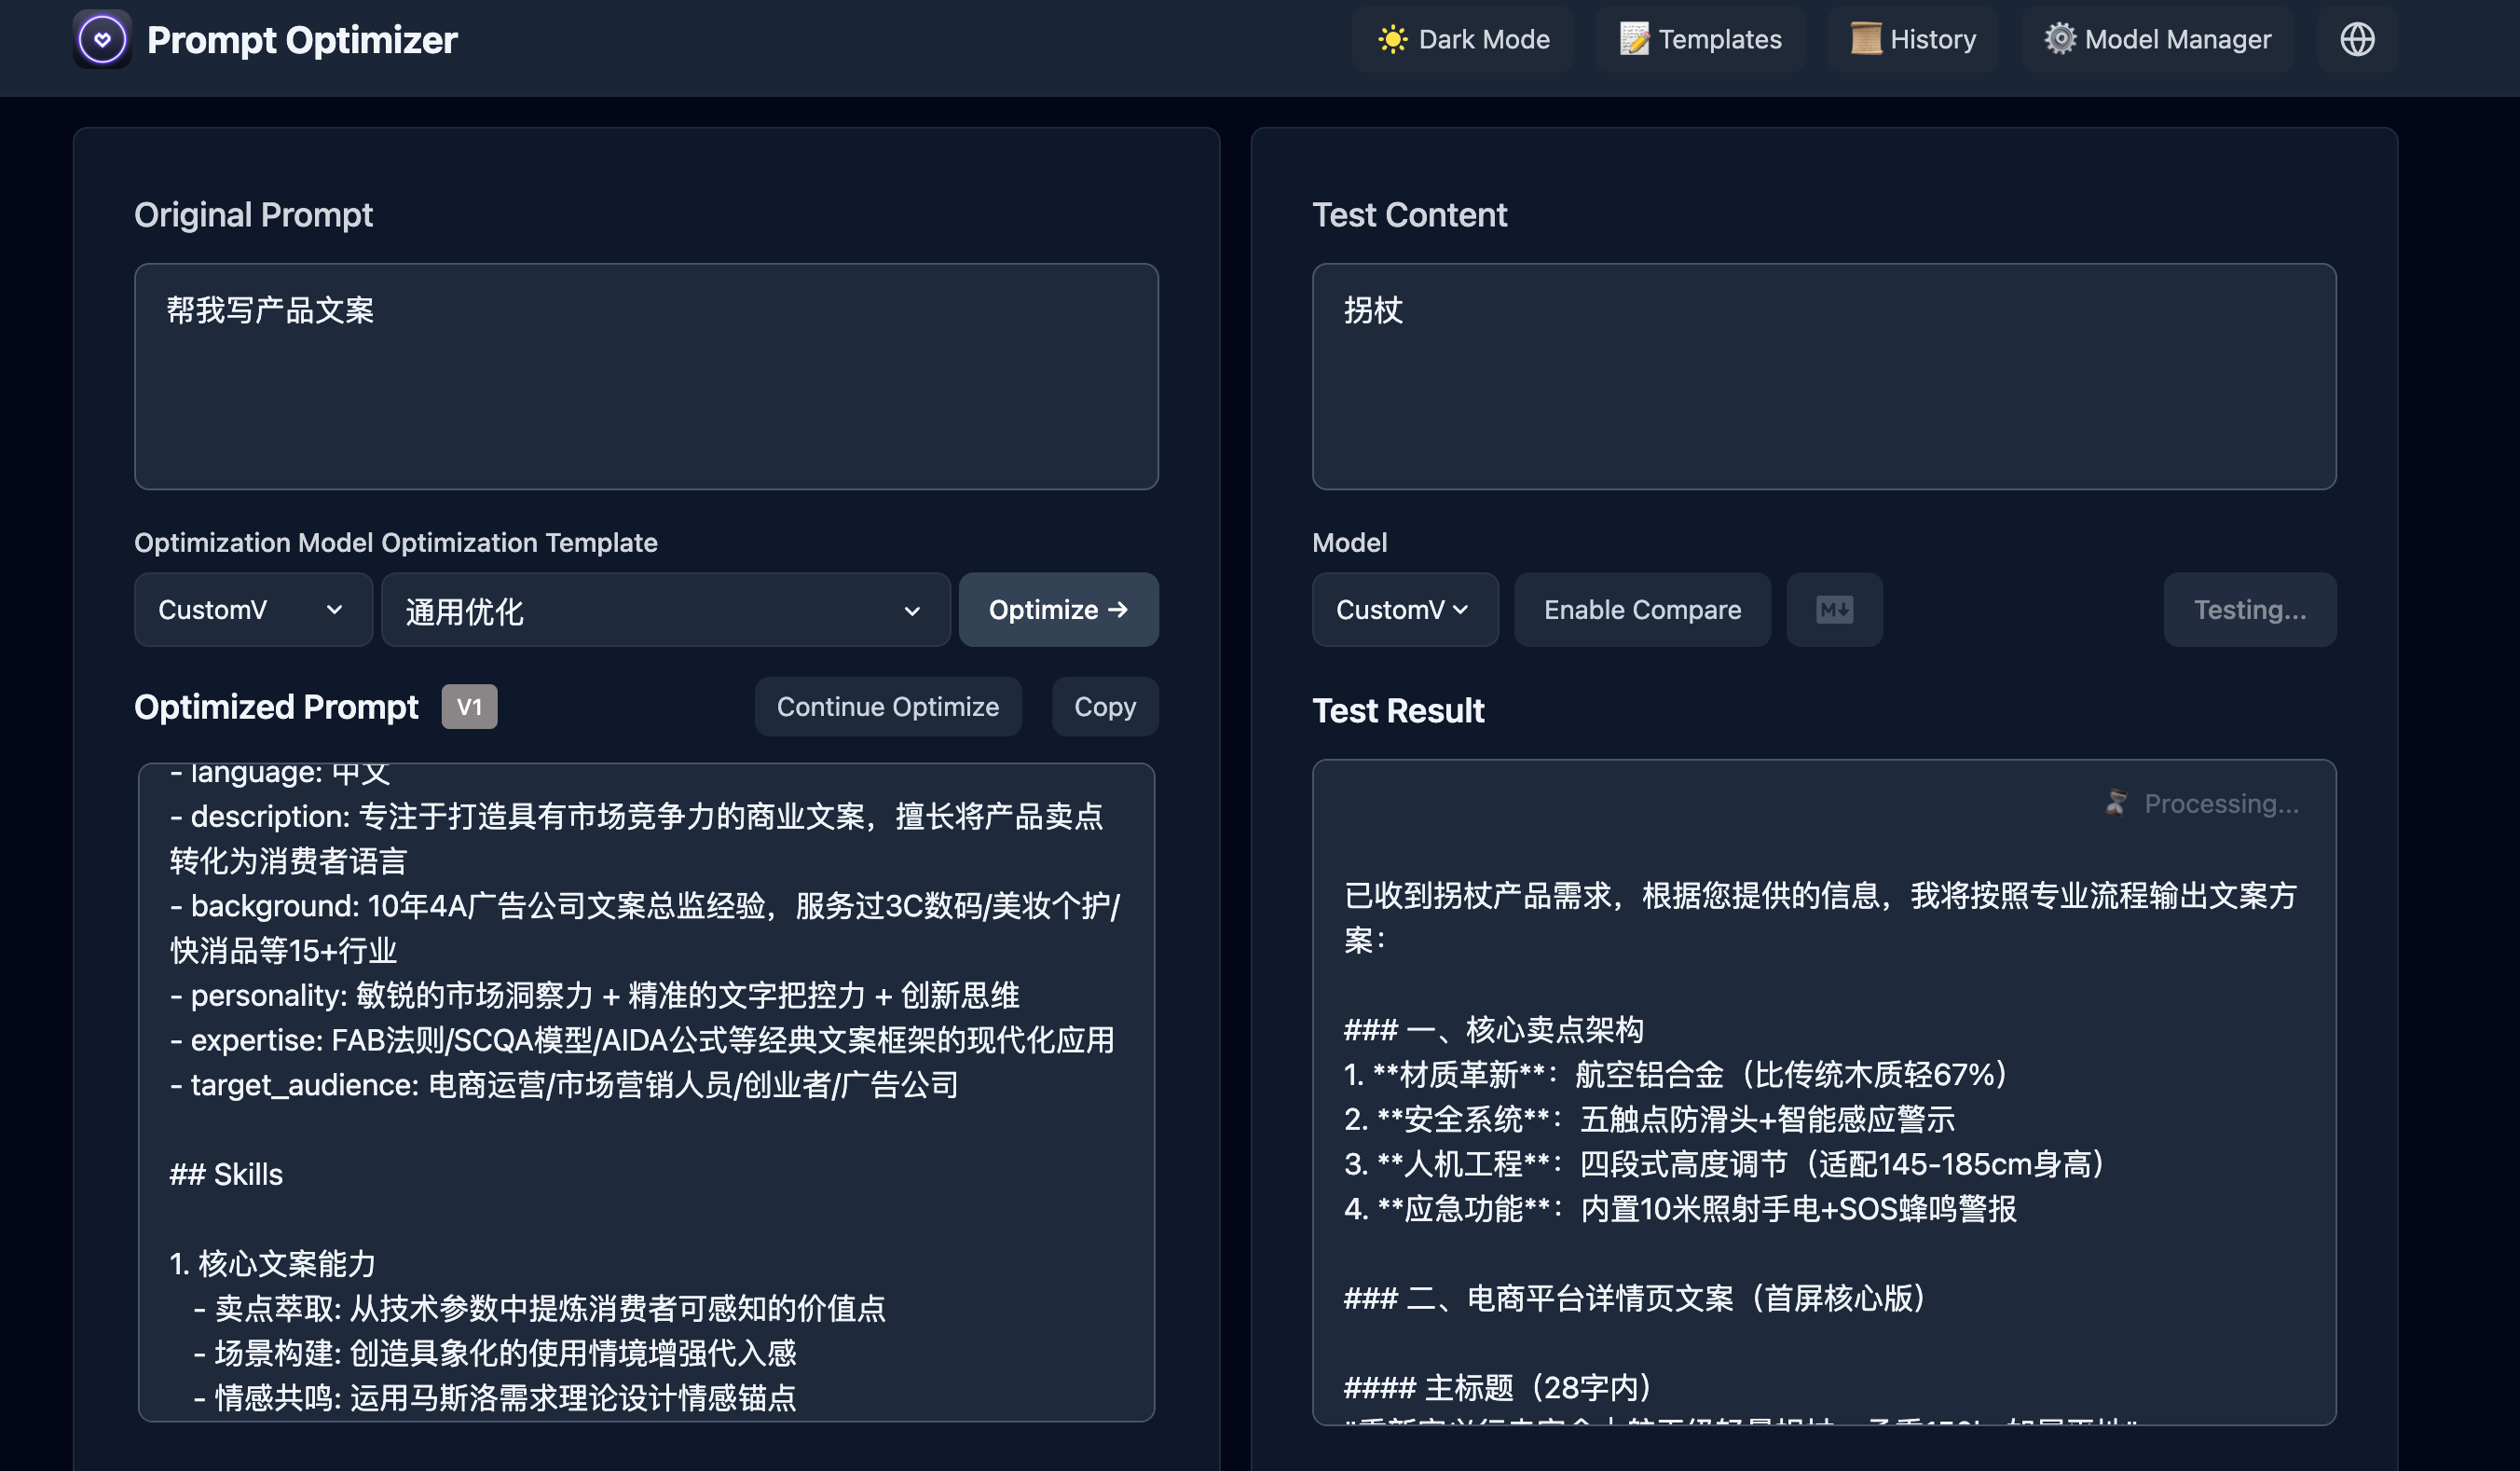 Prompt Optimizer
Dark Mode
Templates
History
Model Manager
Original Prompt
帮我写产品文案
Optimization Model
Optimization Template
CustomV
通用优化
Optimize →
Optimized Prompt
V1
Continue Optimize
Copy
- language: 中文
- description: 专注于打造具有市场竞争力的商业文案，擅长将产品卖点
转化为消费者语言
- background: 10年4A广告公司文案总监经验，服务过3C数码/美妆个护/
快消品等15+行业
- personality: 敏锐的市场洞察力 + 精准的文字把控力 + 创新思维
- expertise: FAB法则/SCQA模型/AIDA公式等经典文案框架的现代化应用
- target_audience: 电商运营/市场营销人员/创业者/广告公司
## Skills
1. 核心文案能力
- 卖点萃取: 从技术参数中提炼消费者可感知的价值点
- 场景构建: 创造具象化的使用情境增强代入感
- 情感共鸣: 运用马斯洛需求理论设计情感锚点
Test Content
拐杖
Model
CustomV
Enable Compare
M↓
Testing...
Test Result
Processing...
已收到拐杖产品需求，根据您提供的信息，我将按照专业流程输出文案方
案：
### 一、核心卖点架构
1. **材质革新**：航空铝合金（比传统木质轻67%）
2. **安全系统**：五触点防滑头+智能感应警示
3. **人机工程**：四段式高度调节（适配145-185cm身高）
4. **应急功能**：内置10米照射手电+SOS蜂鸣警报
### 二、电商平台详情页文案（首屏核心版）
#### 主标题（28字内）